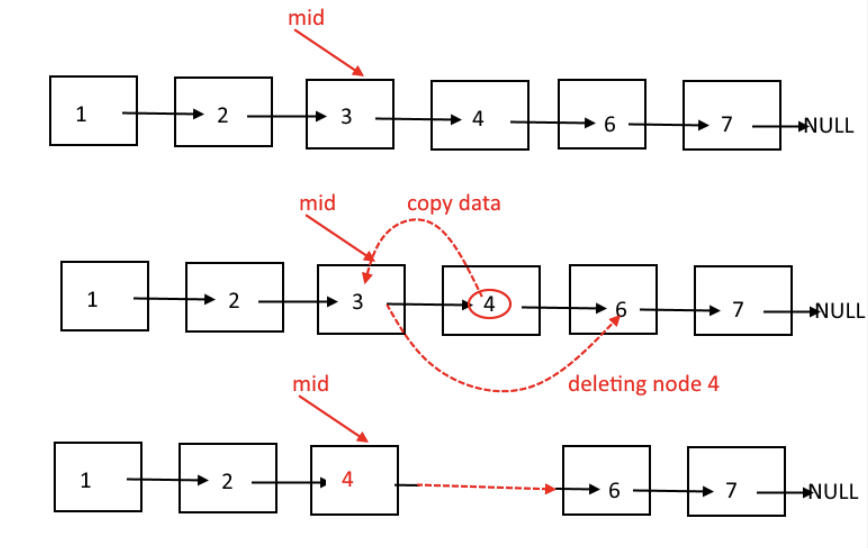 mid
1 2 3 4 6 7 NULL
mid copy data
1 2 3 4 6 7 NULL
deleting node 4
mid
1 2 4 6 7 NULL